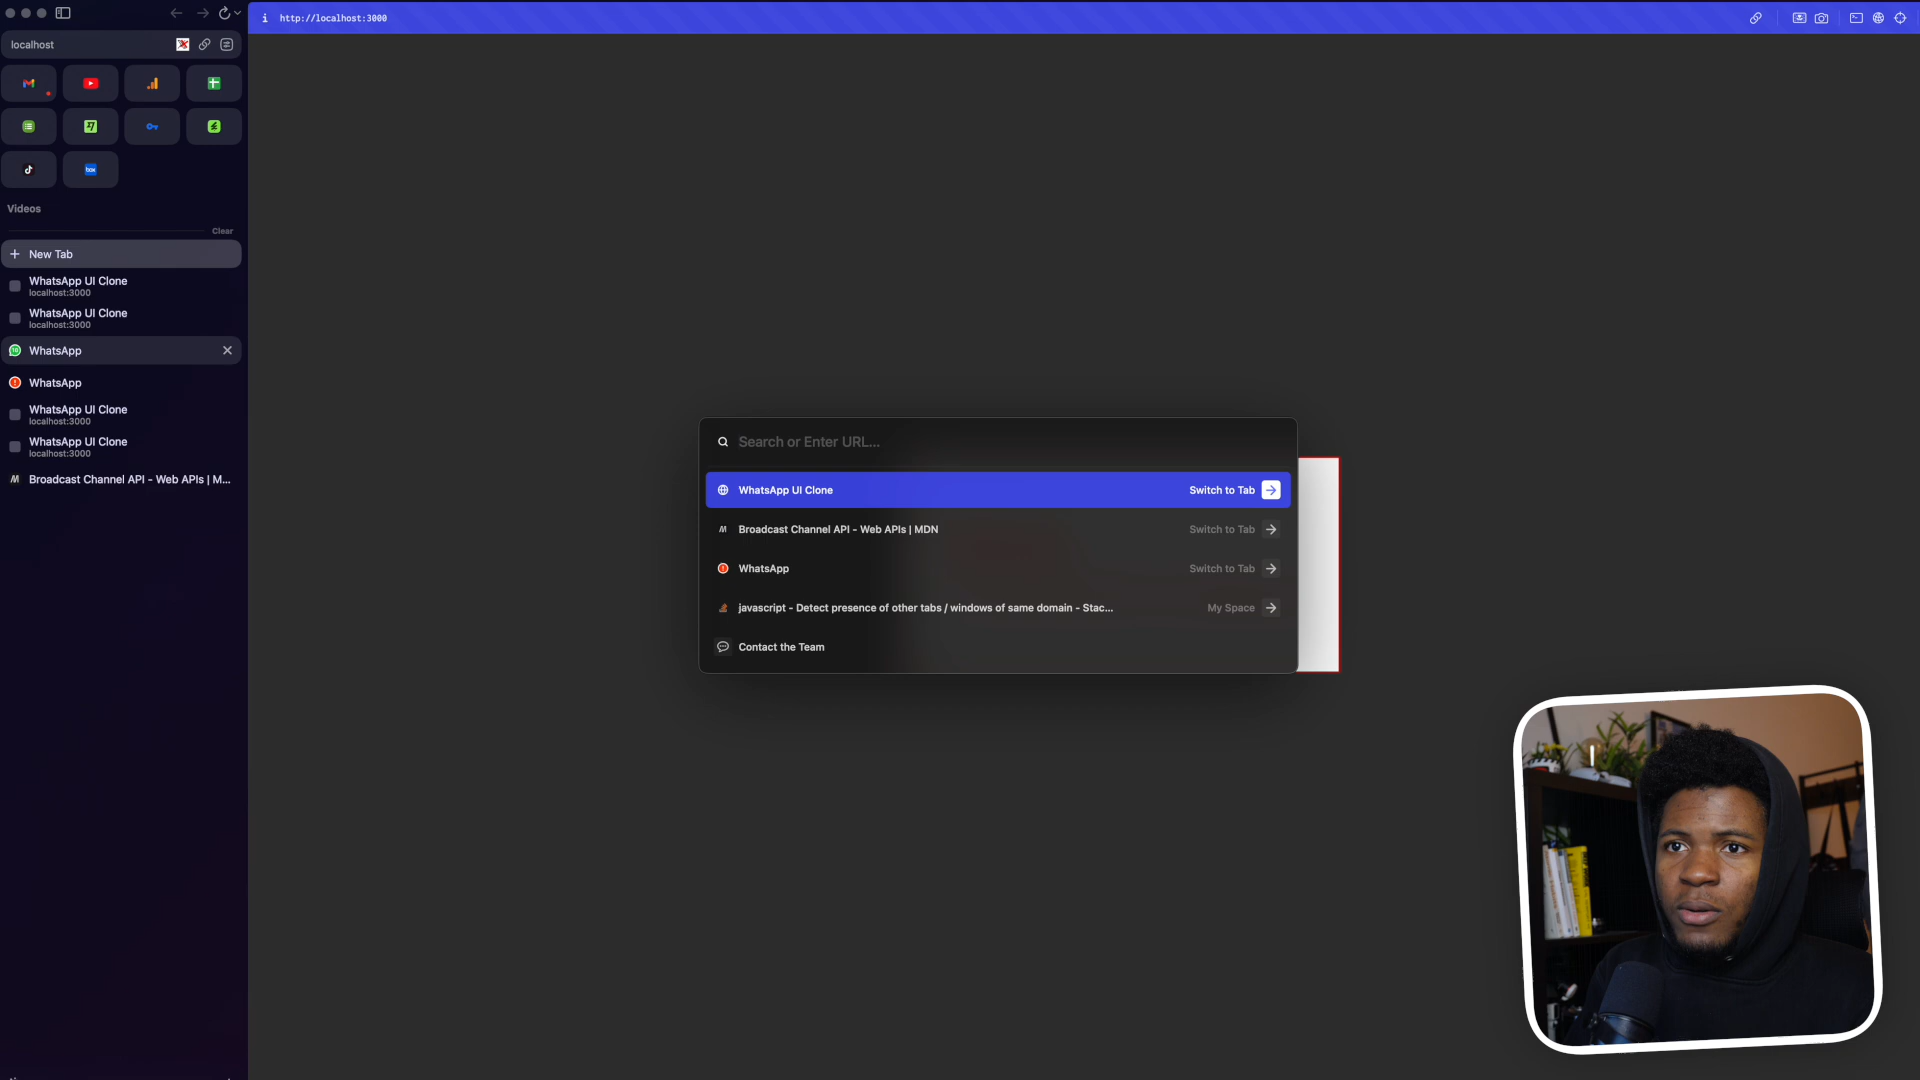 http://localhost:3000
localhost
box
Videos
Clear
New Tab
WhatsApp UI Clone
localhost:3000
WhatsApp UI Clone
localhost:3000
WhatsApp
WhatsApp
WhatsApp UI Clone
localhost:3000
WhatsApp UI Clone
localhost:3000
Broadcast Channel API - Web APIs | M...
Search or Enter URL...
WhatsApp UI Clone Switch to Tab
Broadcast Channel API - Web APIs | MDN Switch to Tab
WhatsApp Switch to Tab
javascript - Detect presence of other tabs / windows of same domain - Stac... My Space
Contact the Team